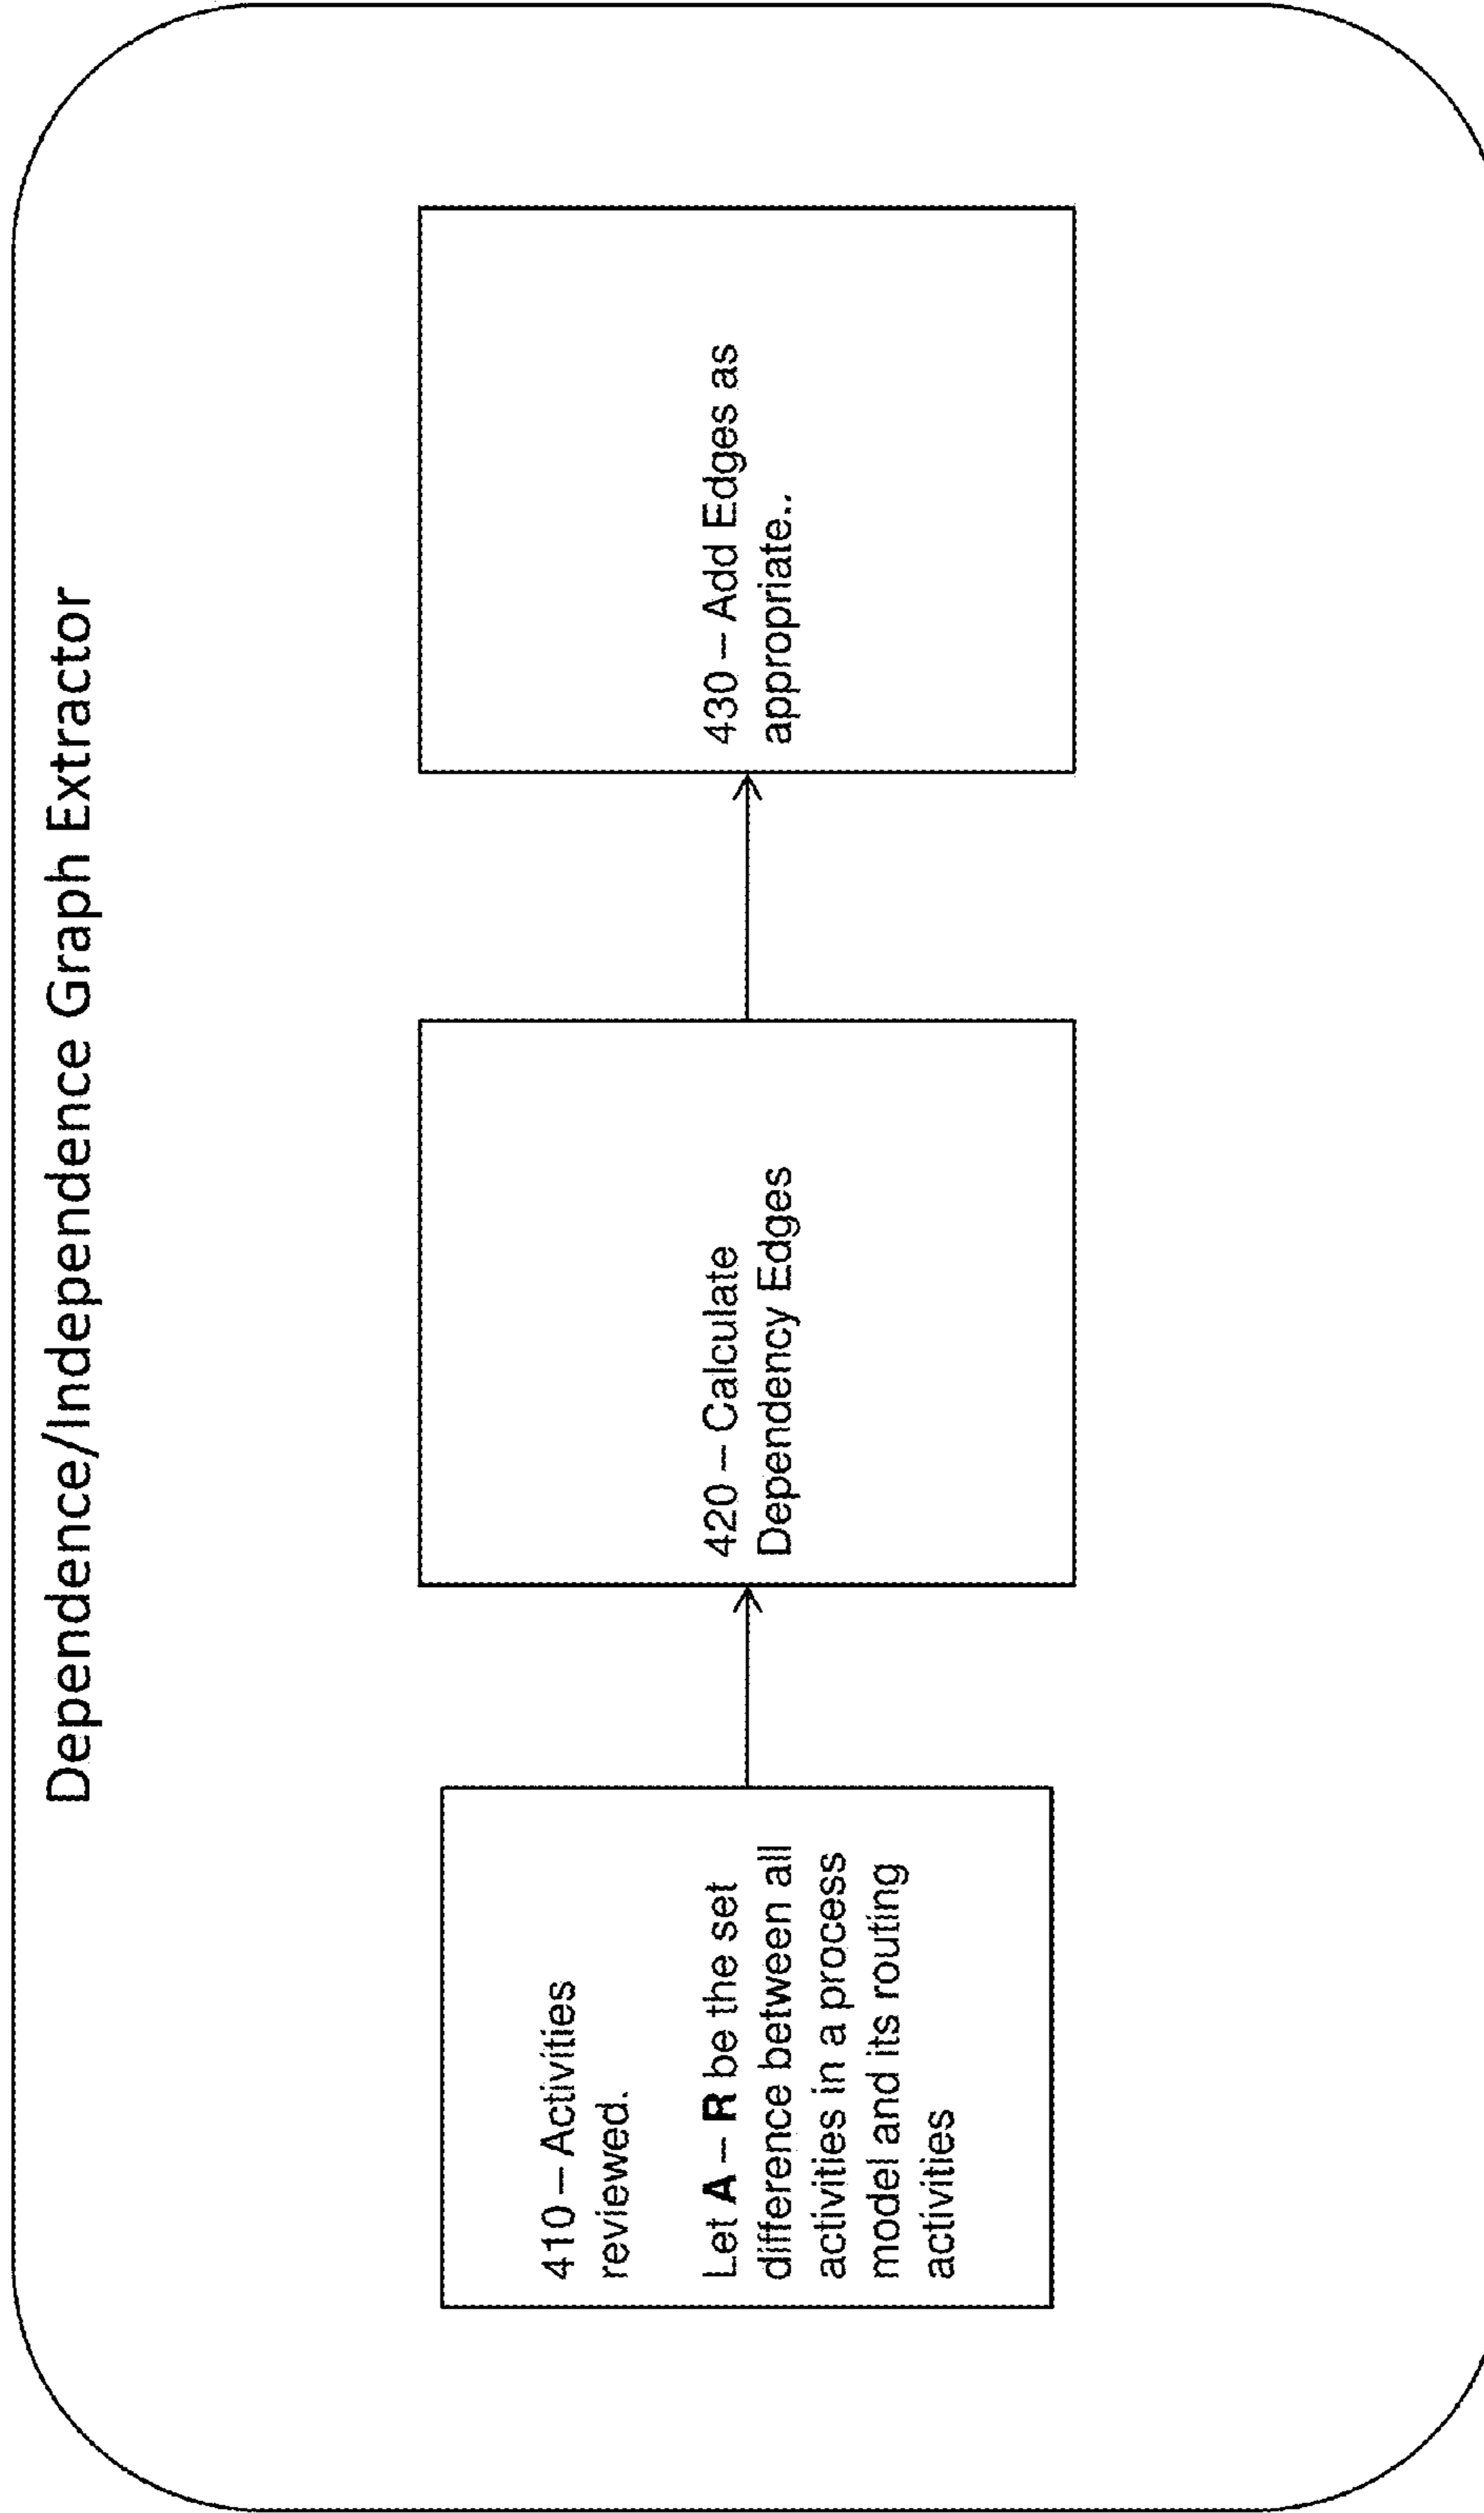 Dependence/Independence Graph Extractor
410 – Activities
reviewed.
Let A – R be the set
difference between all
activities in a process
model and its routing
activities
420 – Calculate
Dependency Edges
430 – Add Edges as
appropriate..